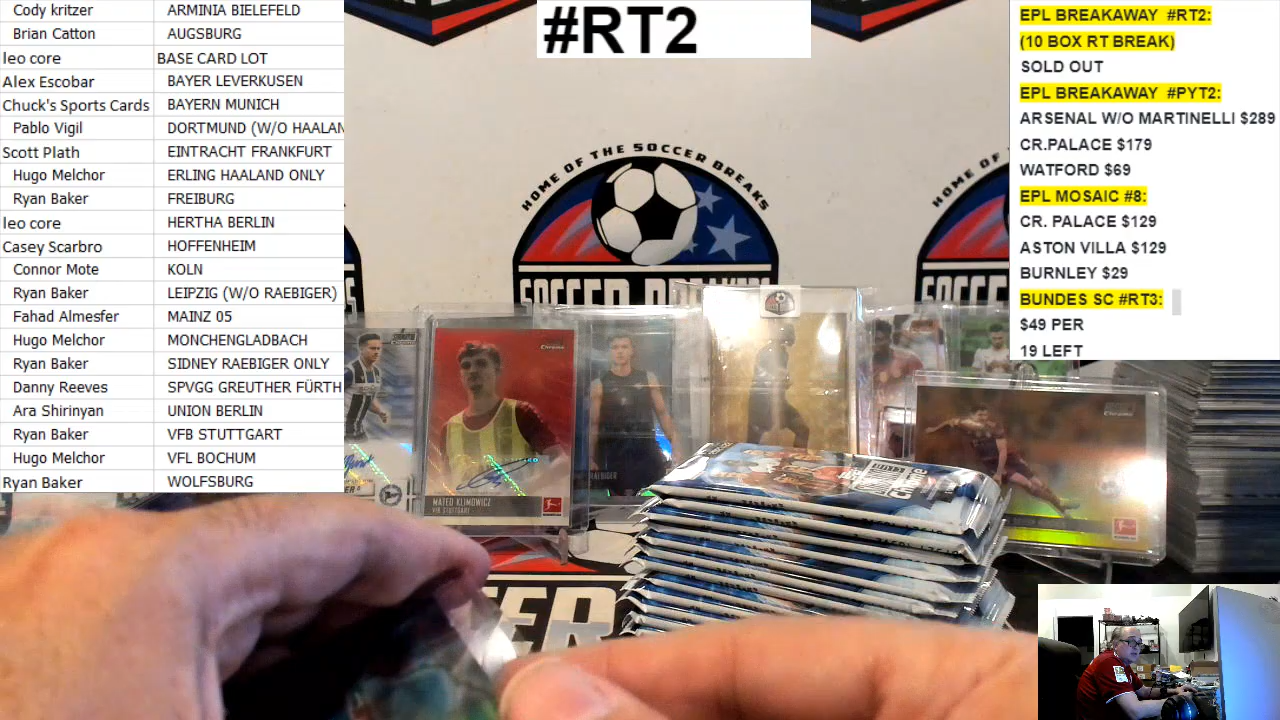 Cody kritzer ARMINIA BIELEFELD
Brian Catton AUGSBURG
leo core BASE CARD LOT
Alex Escobar BAYER LEVERKUSEN
Chuck's Sports Cards BAYERN MUNICH
Pablo Vigil DORTMUND (W/O HAALAN
Scott Plath EINTRACHT FRANKFURT
Hugo Melchor ERLING HAALAND ONLY
Ryan Baker FREIBURG
leo core HERTHA BERLIN
Casey Scarbro HOFFENHEIM
Connor Mote KOLN
Ryan Baker LEIPZIG (W/O RAEBIGER)
Fahad Almesfer MAINZ 05
Hugo Melchor MONCHENGLADBACH
Ryan Baker SIDNEY RAEBIGER ONLY
Danny Reeves SPVGG GREUTHER FÜRTH
Ara Shirinyan UNION BERLIN
Ryan Baker VFB STUTTGART
Hugo Melchor VFL BOCHUM
Ryan Baker WOLFSBURG
#RT2
EPL BREAKAWAY #RT2:
(10 BOX RT BREAK)
SOLD OUT
EPL BREAKAWAY #PYT2:
ARSENAL W/O MARTINELLI $289
CR.PALACE $179
WATFORD $69
EPL MOSAIC #8:
CR. PALACE $129
ASTON VILLA $129
BURNLEY $29
BUNDES SC #RT3:
$49 PER
19 LEFT
HOME OF THE SOCCER BREAKS
SOCCER BREAKERS
Chrome
MATEO KLIMOWICZ
VFB STUTTGART
RAEBIGER
Chrome